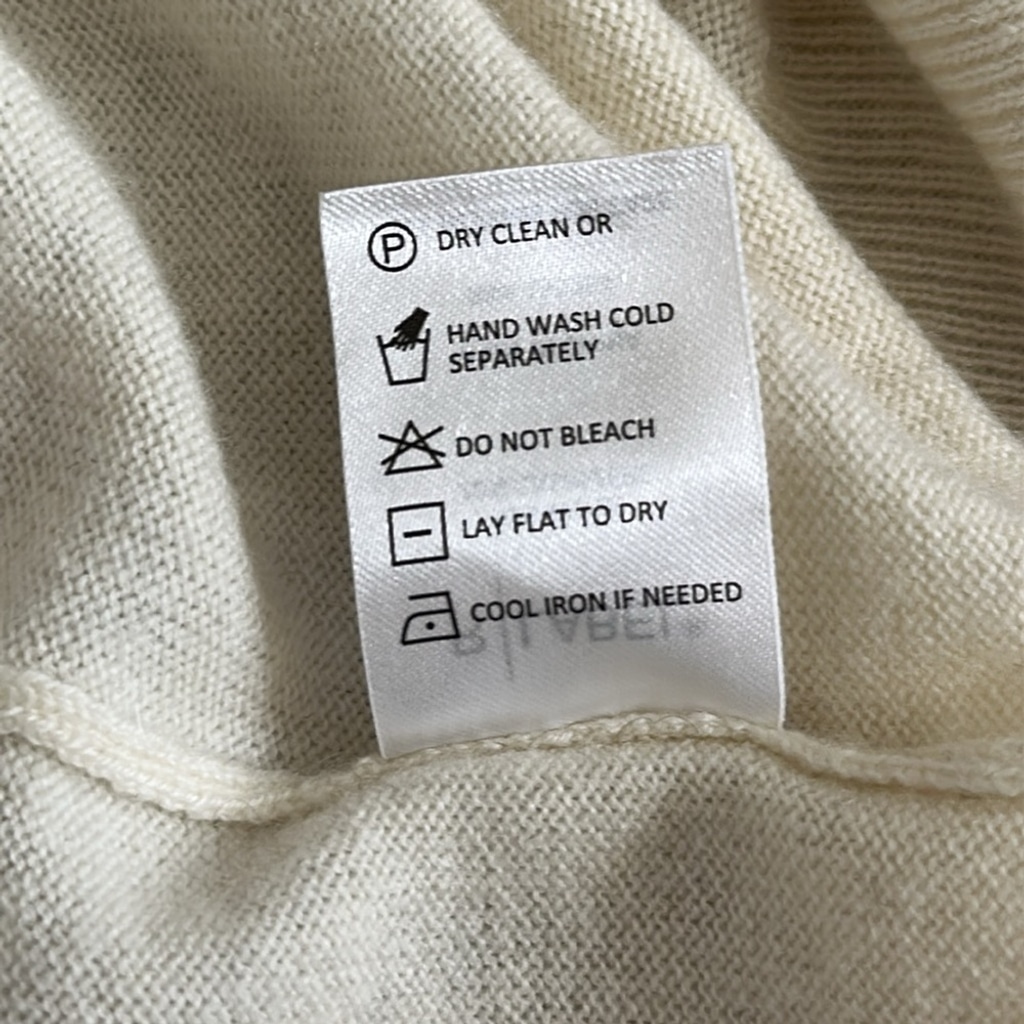 P DRY CLEAN OR
HAND WASH COLD
SEPARATELY
DO NOT BLEACH
LAY FLAT TO DRY
COOL IRON IF NEEDED